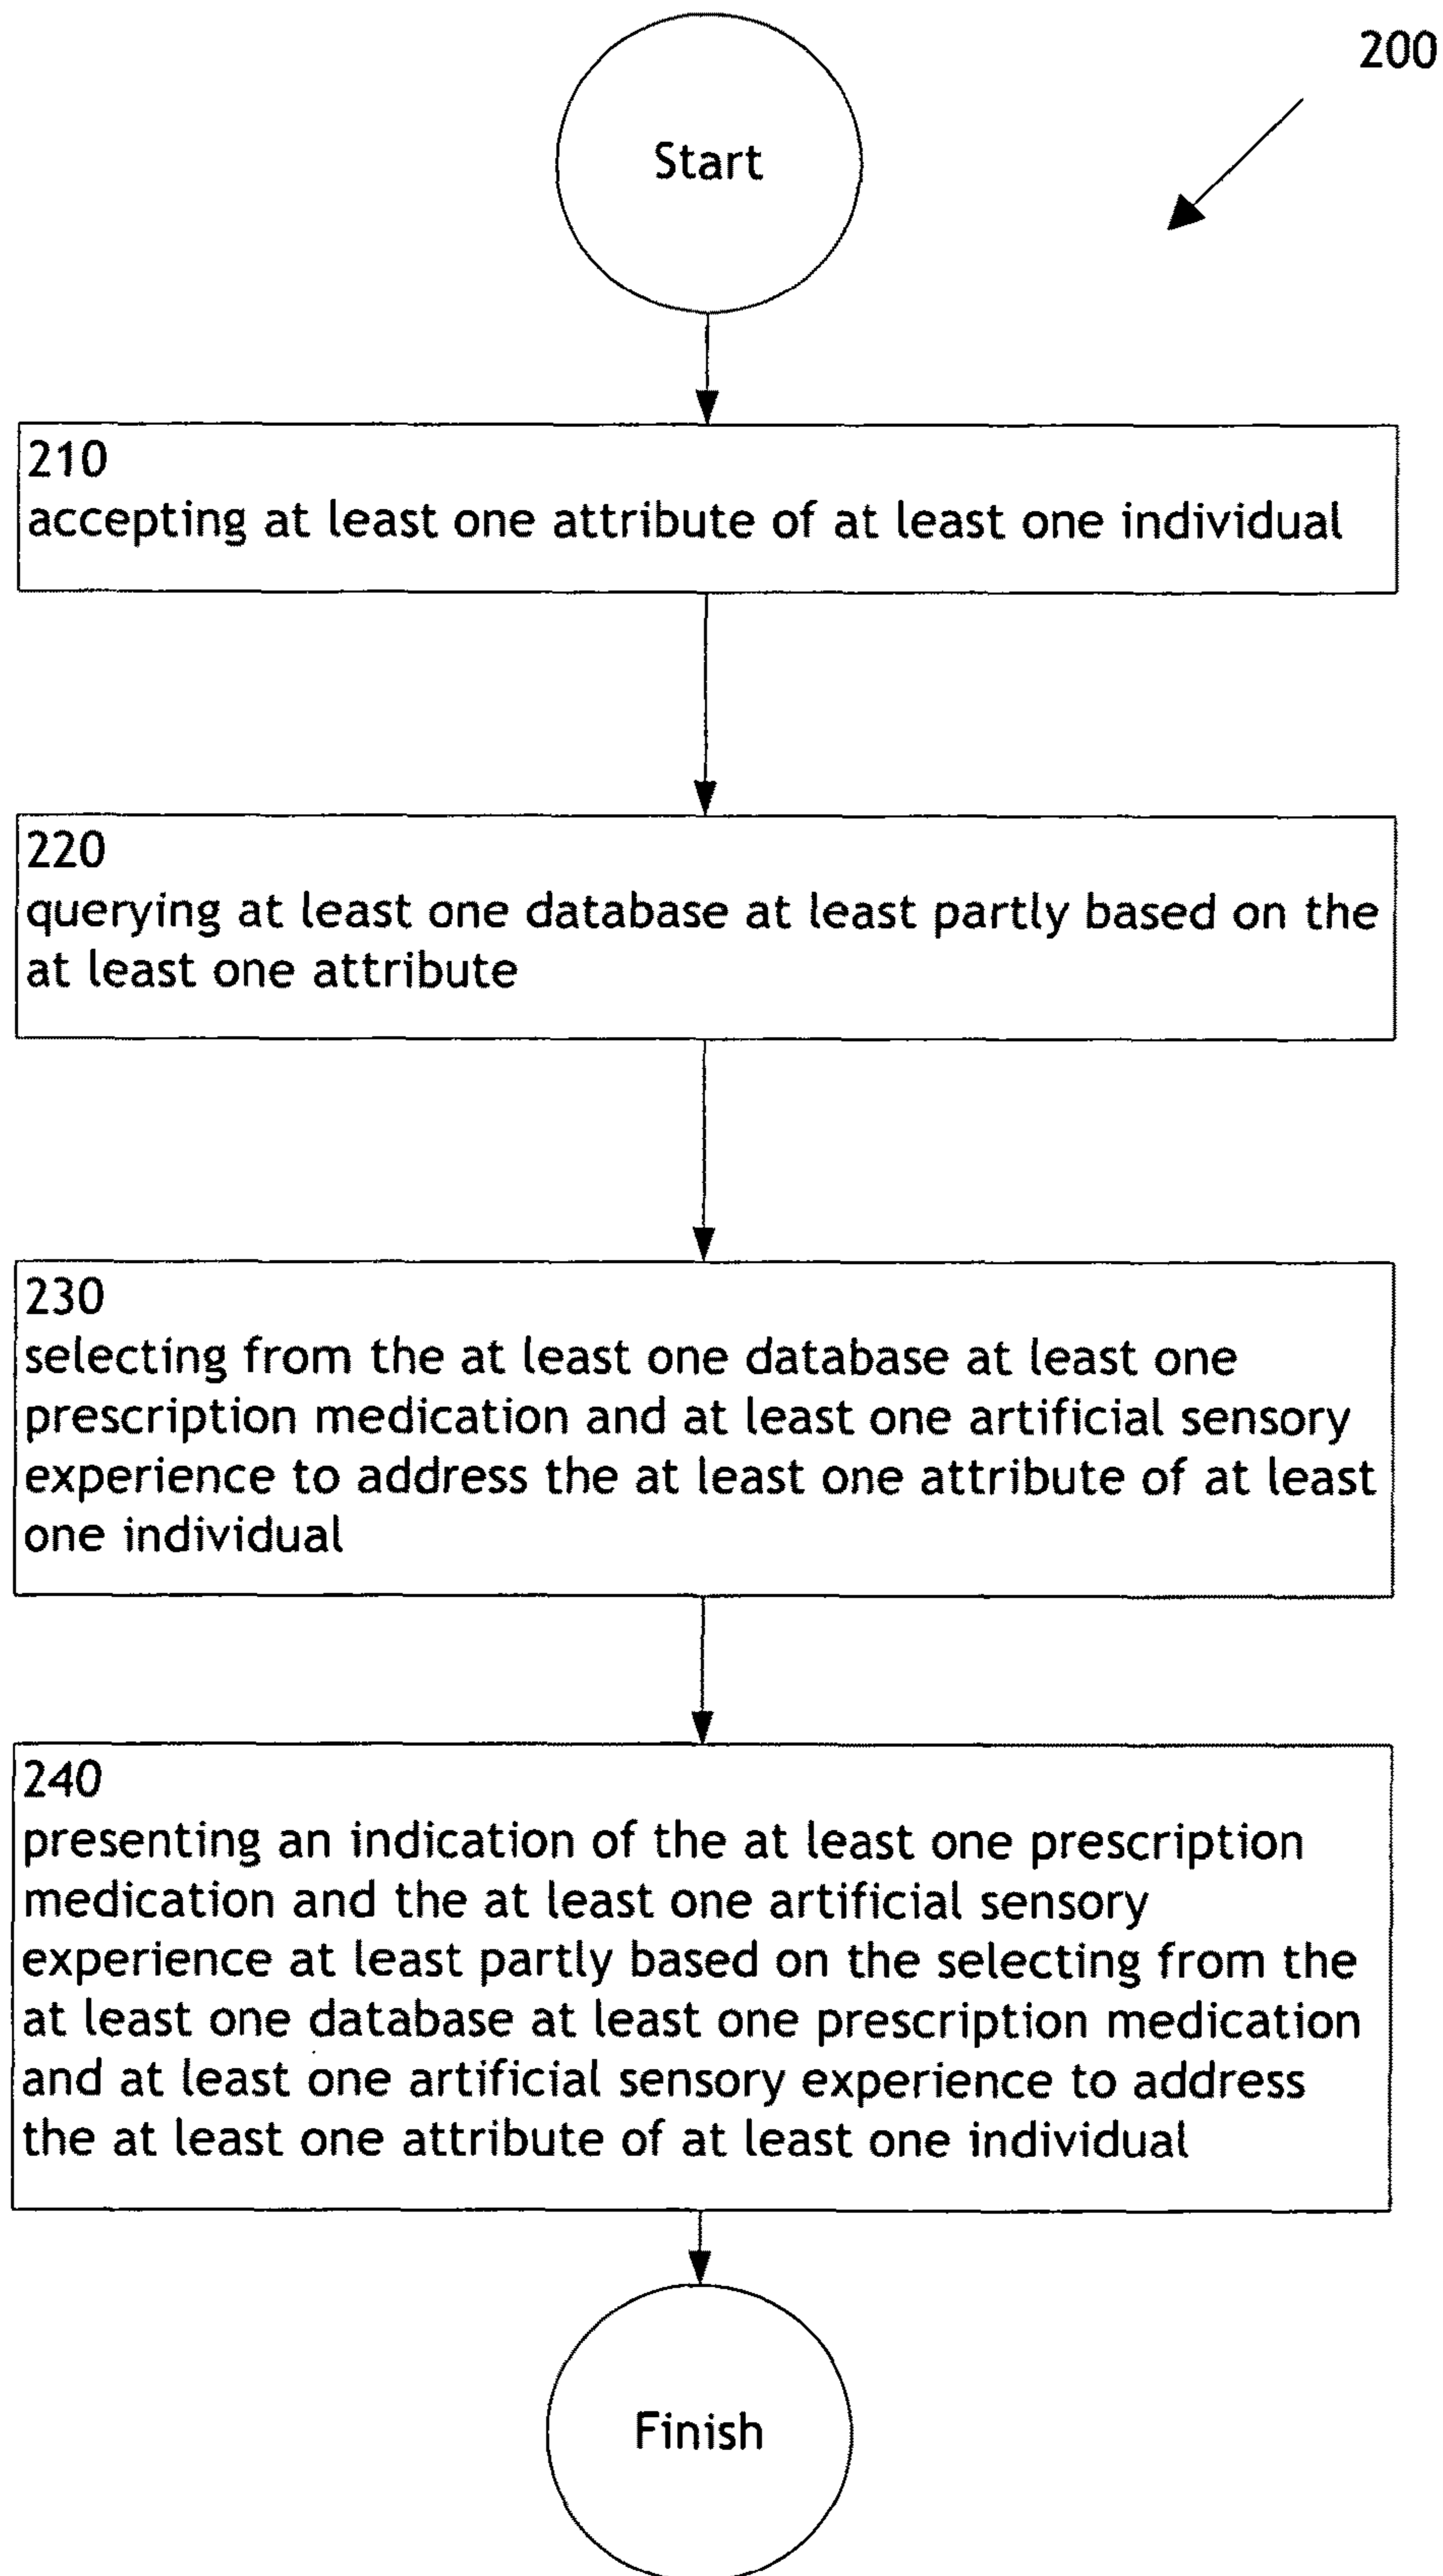 200
Start
210
accepting at least one attribute of at least one individual
220
querying at least one database at least partly based on the
at least one attribute
230
selecting from the at least one database at least one
prescription medication and at least one artificial sensory
experience to address the at least one attribute of at least
one individual
240
presenting an indication of the at least one prescription
medication and the at least one artificial sensory
experience at least partly based on the selecting from the
at least one database at least one prescription medication
and at least one artificial sensory experience to address
the at least one attribute of at least one individual
Finish